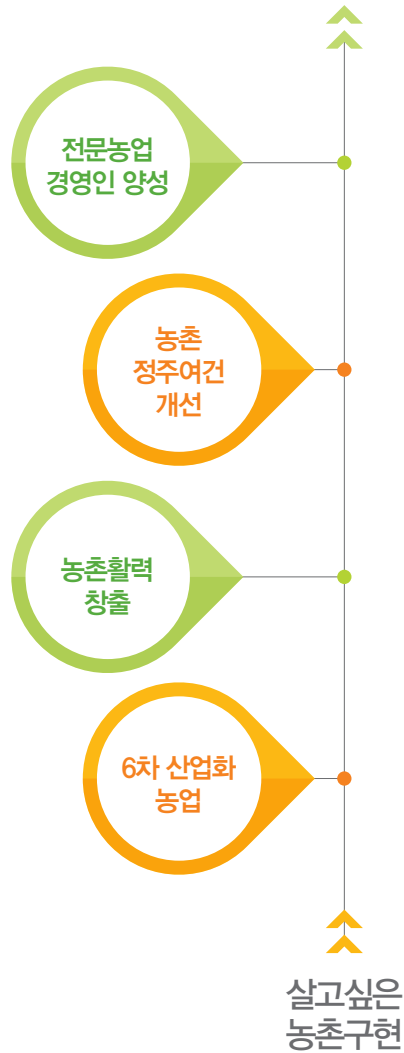 전문농업
경영인 양성
농촌
정주여건
개선
농촌활력
창출
6차 산업화
농업
살고싶은
농촌구현